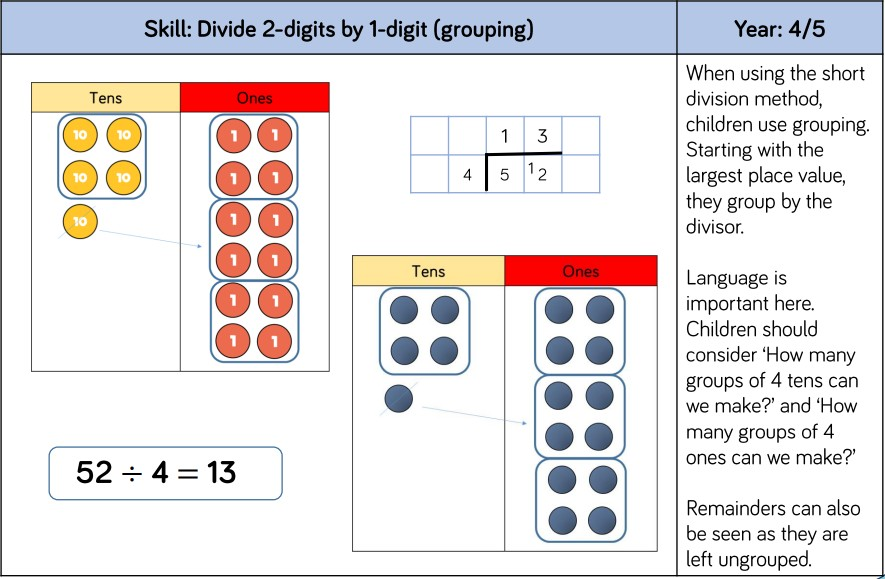 Skill: Divide 2-digits by 1-digit (grouping)
Year: 4/5
Tens Ones
10 10 1 1
10 10 1 1
10 1 1
1 1
1 1
1 1
1 3
4 5 1 2
Tens Ones
52 ÷ 4 = 13
When using the short
division method,
children use grouping.
Starting with the
largest place value,
they group by the
divisor.
Language is
important here.
Children should
consider ‘How many
groups of 4 tens can
we make?’ and ‘How
many groups of 4
ones can we make?’
Remainders can also
be seen as they are
left ungrouped.